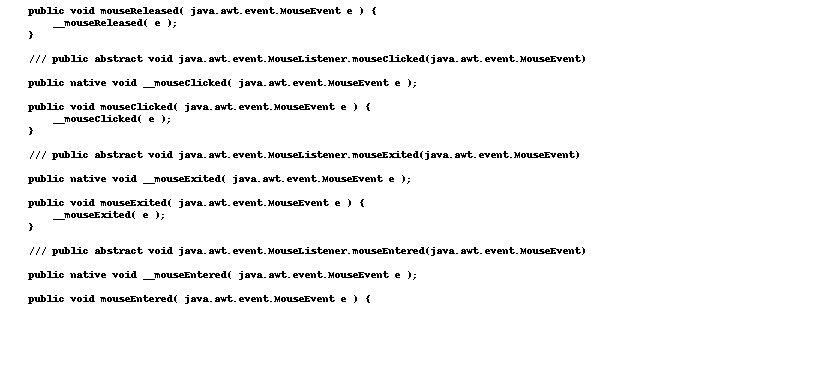 public void mouseReleased( java.awt.event.MouseEvent e ) {
__mouseReleased( e );
}
/// public abstract void java.awt.event.MouseListener.mouseClicked(java.awt.event.MouseEvent)
public native void __mouseClicked( java.awt.event.MouseEvent e );
public void mouseClicked( java.awt.event.MouseEvent e ) {
__mouseClicked( e );
}
/// public abstract void java.awt.event.MouseListener.mouseExited(java.awt.event.MouseEvent)
public native void __mouseExited( java.awt.event.MouseEvent e );
public void mouseExited( java.awt.event.MouseEvent e ) {
__mouseExited( e );
}
/// public abstract void java.awt.event.MouseListener.mouseEntered(java.awt.event.MouseEvent)
public native void __mouseEntered( java.awt.event.MouseEvent e );
public void mouseEntered( java.awt.event.MouseEvent e ) {